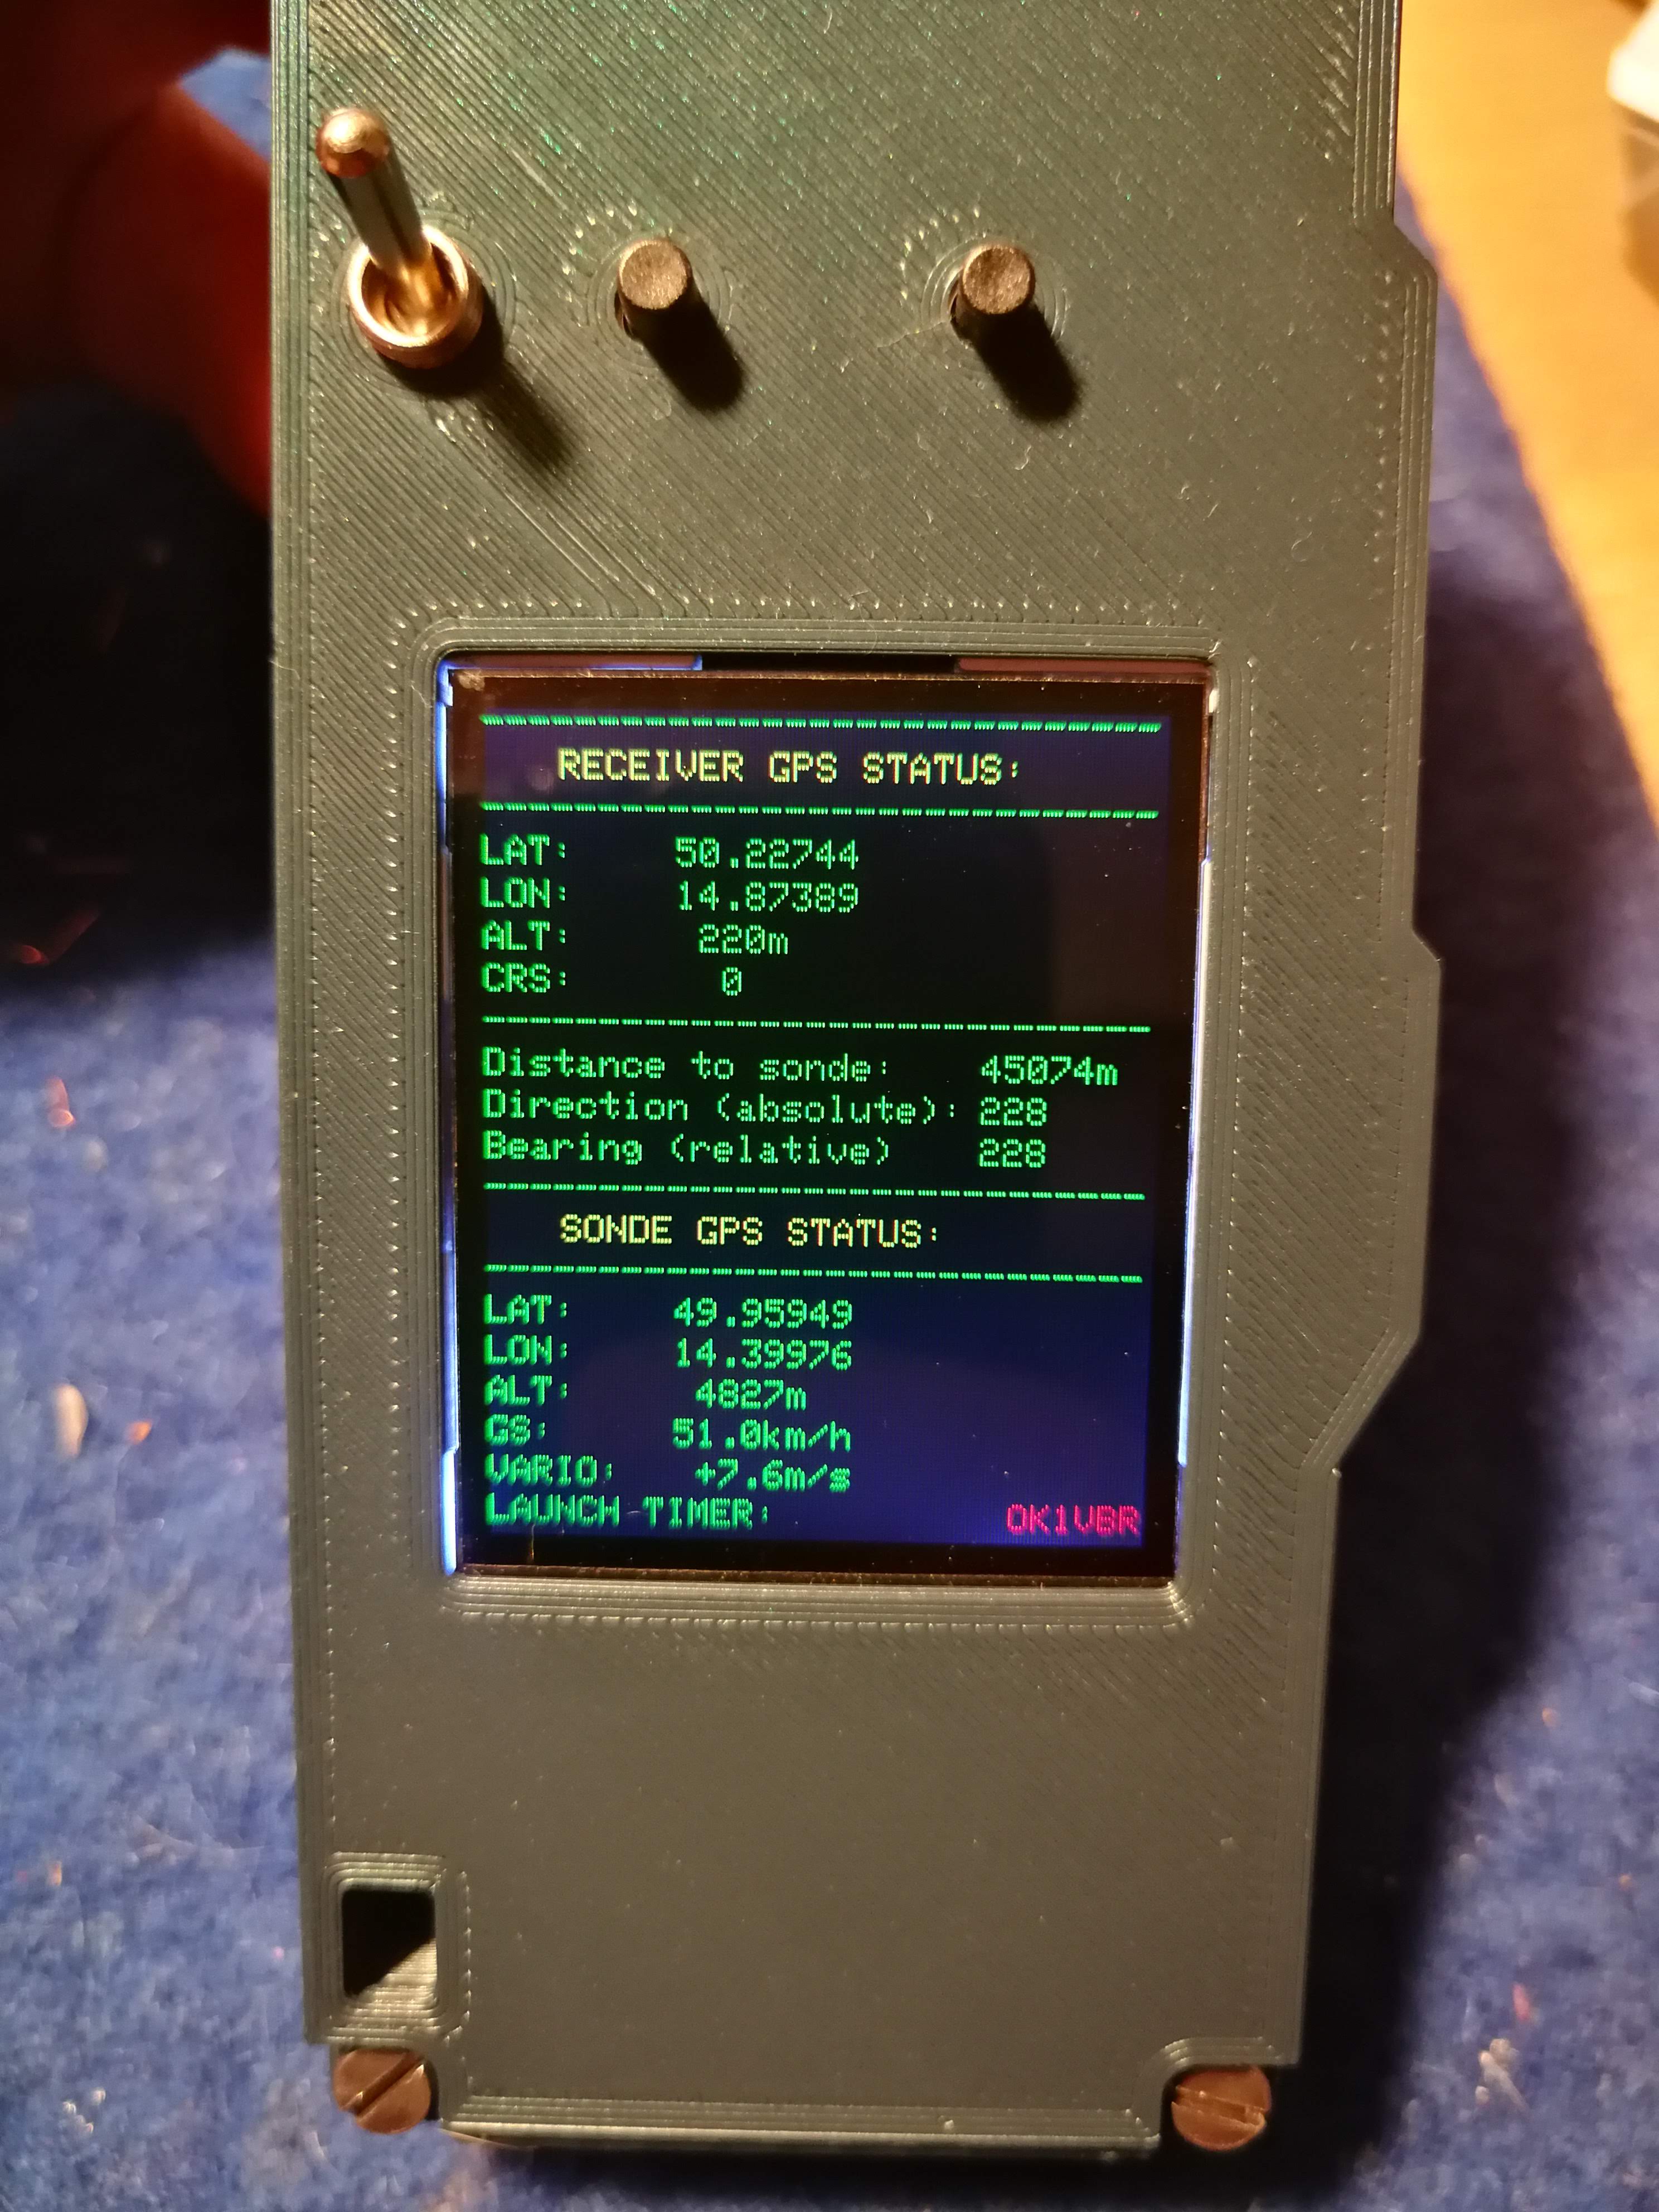 RECEIVER GPS STATUS:
LAT: 50.22744
LON: 14.87389
ALT: 220m
CRS: 0
Distance to sonde: 45074m
Direction (absolute): 228
Bearing (relative) 228
SONDE GPS STATUS:
LAT: 49.95949
LON: 14.39976
ALT: 4827m
GS: 51.0km/h
VARIO: +7.6m/s
LAUNCH TIMER: OK1VBR